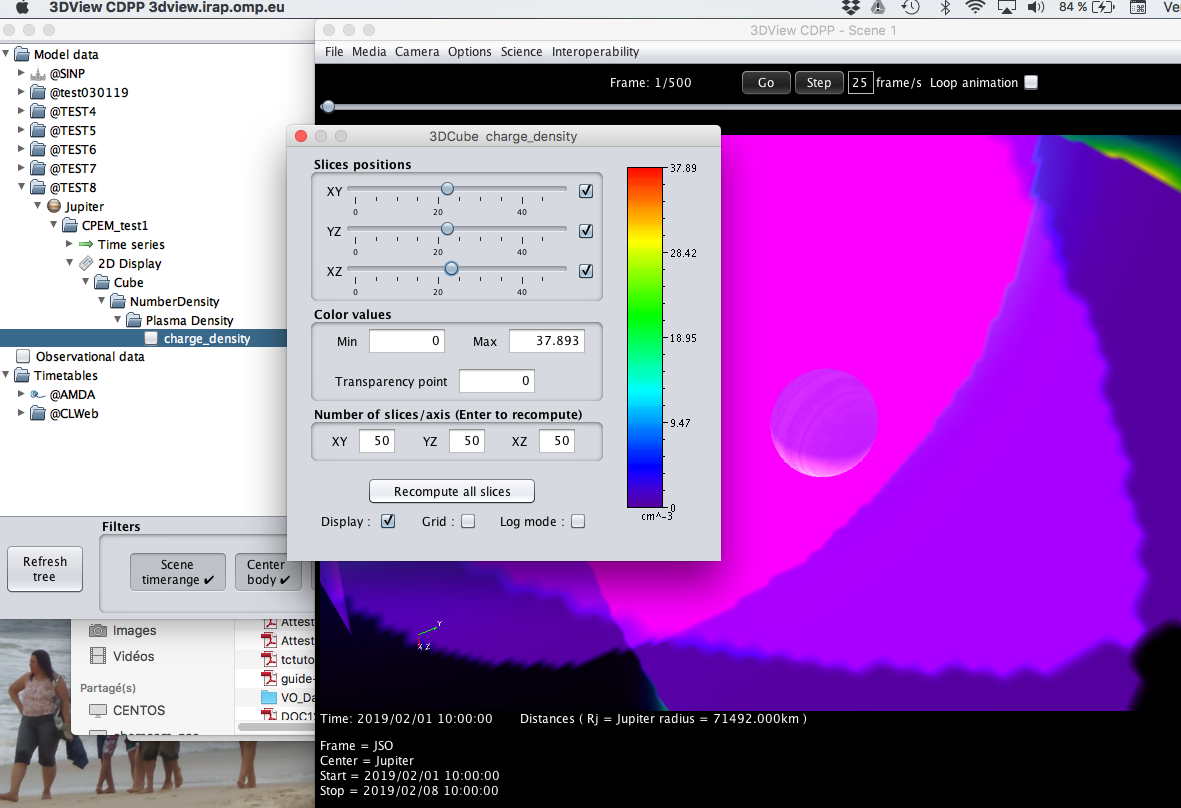 3DView CDPP 3dview.irap.omp.eu
84 %
3DView CDPP - Scene 1
File Media Camera Options Science Interoperability
Frame: 1/500 Go Step 25 frame/s Loop animation
Model data
@SINP
@test030119
@TEST4
@TEST5
@TEST6
@TEST7
@TEST8
Jupiter
CPEM_test1
Time series
2D Display
Cube
NumberDensity
Plasma Density
charge_density
Observational data
Timetables
@AMDA
@CLWeb
Filters
Refresh
tree
Scene
timerange ✔
Center
body ✔
3DCube charge_density
Slices positions
XY
0 20 40
YZ
0 20 40
XZ
0 20 40
Color values
Min 0 Max 37.893
Transparency point 0
Number of slices/axis (Enter to recompute)
XY 50 YZ 50 XZ 50
Recompute all slices
Display : Grid : Log mode :
37.89
28.42
18.95
9.47
0
cm^-3
Y
X Z
Images
Vidéos
Partagé(s)
CENTOS
Attest
Attest
tctuto
guide-
VO_Da
Time: 2019/02/01 10:00:00 Distances ( Rj = Jupiter radius = 71492.000km )
Frame = JSO
Center = Jupiter
Start = 2019/02/01 10:00:00
Stop = 2019/02/08 10:00:00